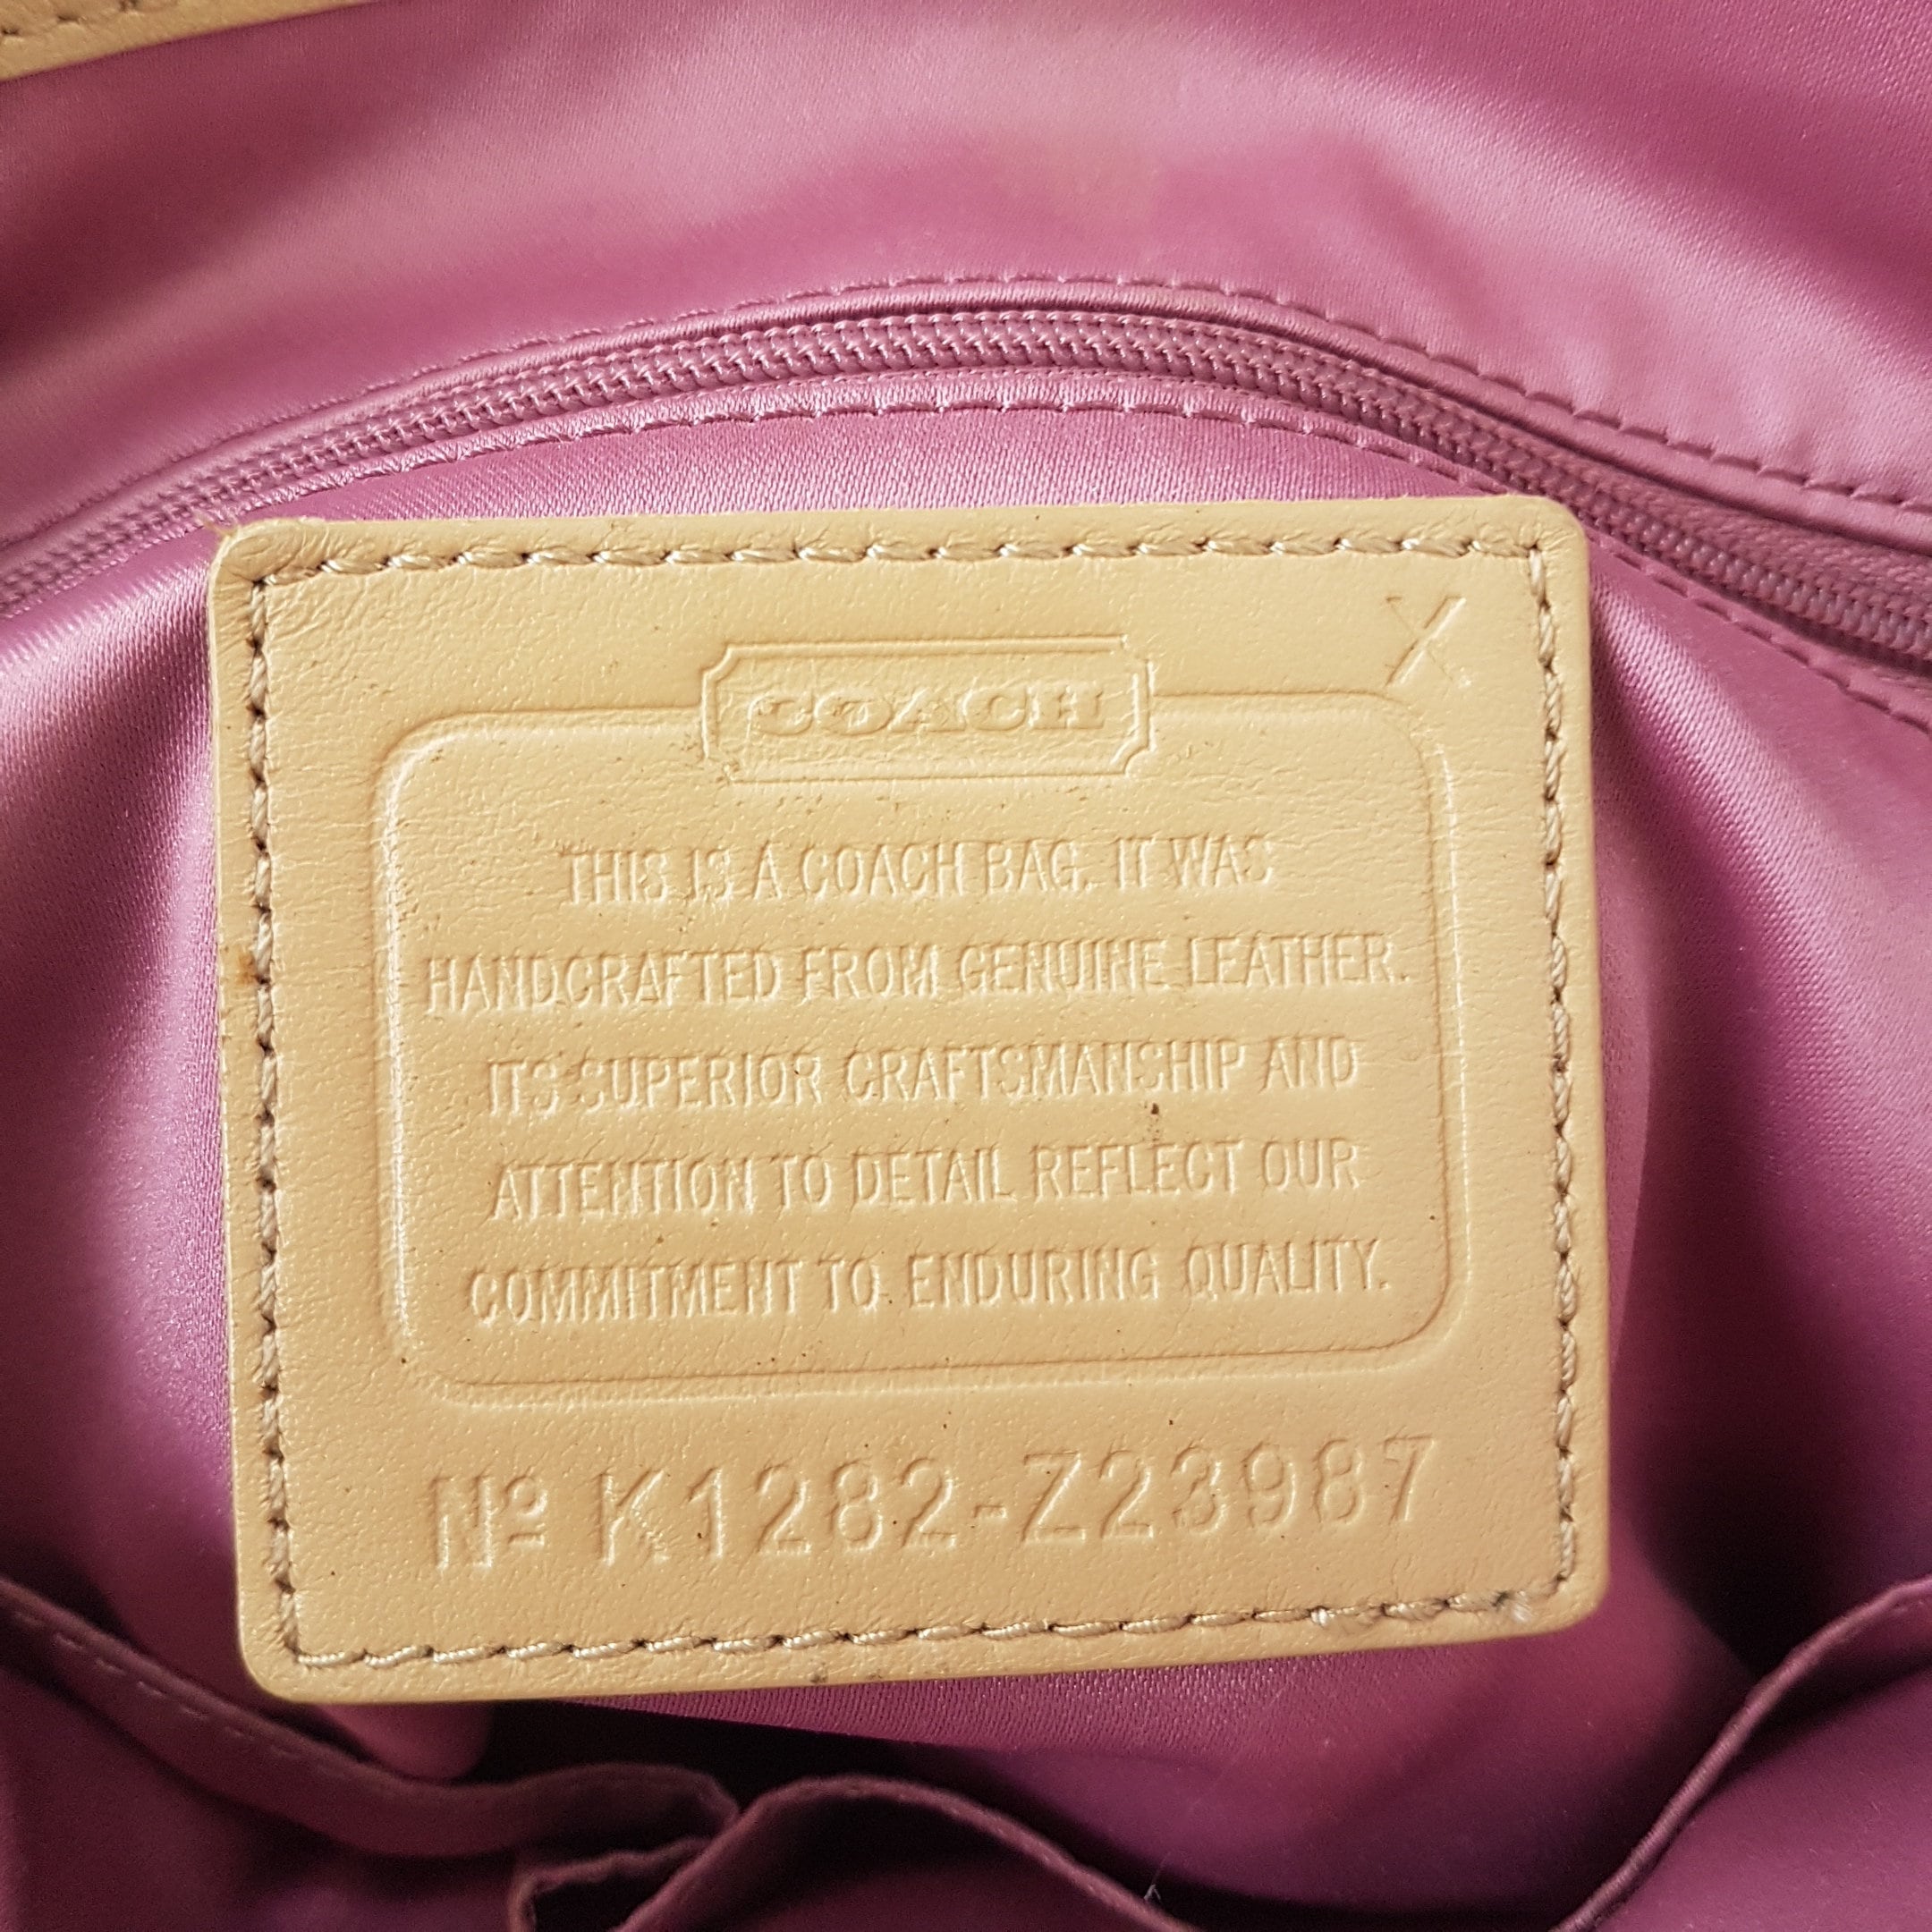 X
COACH
THIS IS A COACH BAG. IT WAS
HANDCRAFTED FROM GENUINE LEATHER.
ITS SUPERIOR CRAFTSMANSHIP AND
ATTENTION TO DETAIL REFLECT OUR
COMMITMENT TO ENDURING QUALITY.
Nº K1282-Z23987